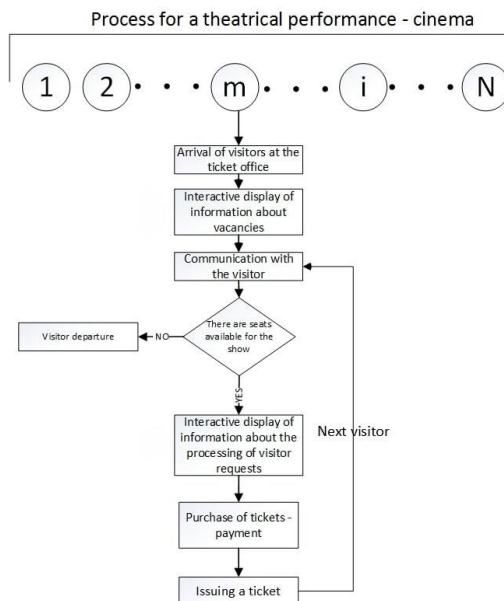 Process for a theatrical performance - cinema
1 2 m i N
Arrival of visitors at the
ticket office
Interactive display of
information about
vacancies
Communication with
the visitor
There are seats
available for the
show
NO
Visitor departure
YES
Interactive display of
information about the
processing of visitor
requests
Next visitor
Purchase of tickets -
payment
Issuing a ticket